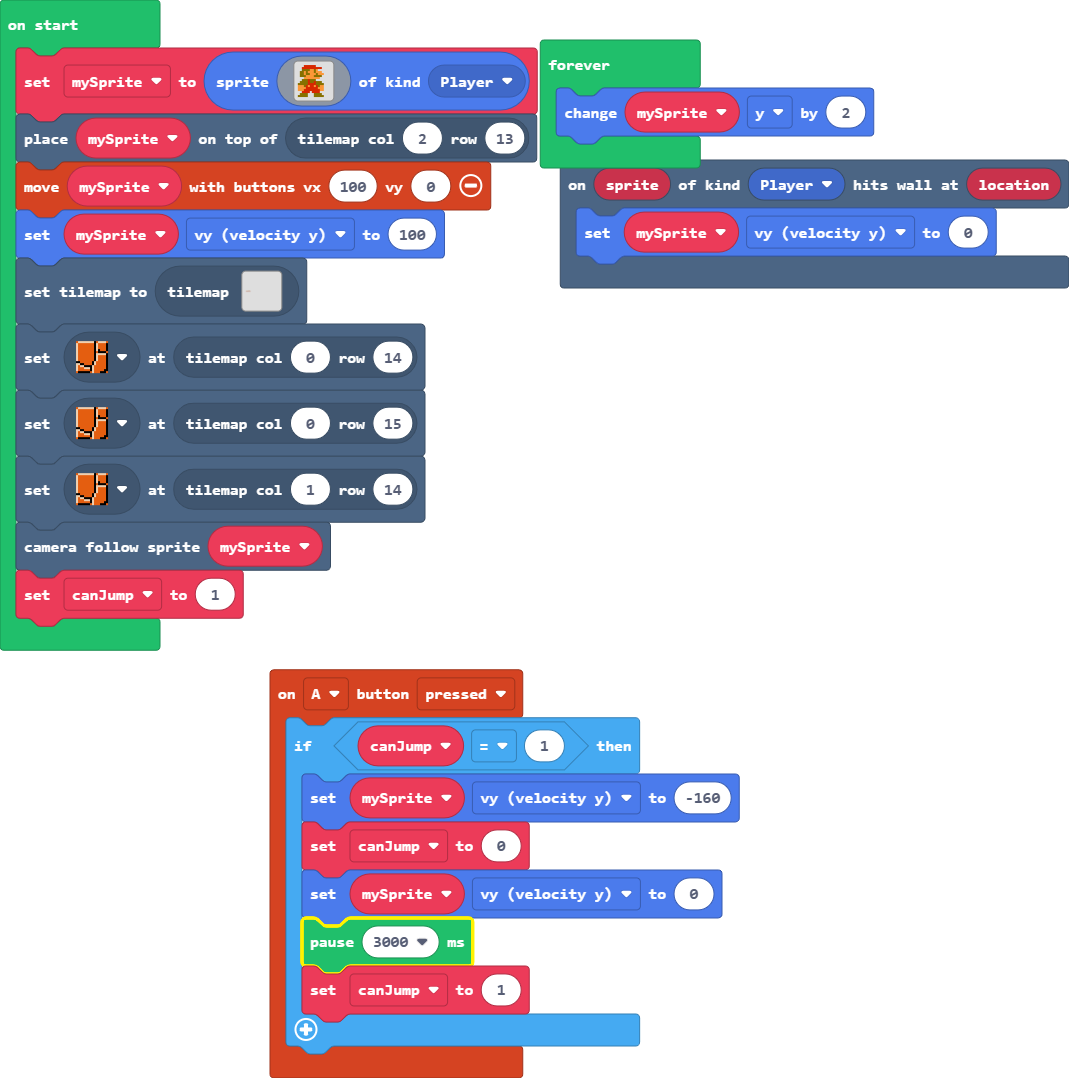 on start
set mySprite to sprite of kind Player
place mySprite on top of tilemap col 2 row 13
move mySprite with buttons vx 100 vy 0
set mySprite vy (velocity y) to 100
set tilemap to tilemap
set at tilemap col 0 row 14
set at tilemap col 0 row 15
set at tilemap col 1 row 14
camera follow sprite mySprite
set canJump to 1
forever
change mySprite y by 2
on sprite of kind Player hits wall at location
set mySprite vy (velocity y) to 0
on A button pressed
if canJump = 1 then
set mySprite vy (velocity y) to -160
set canJump to 0
set mySprite vy (velocity y) to 0
pause 3000 ms
set canJump to 1